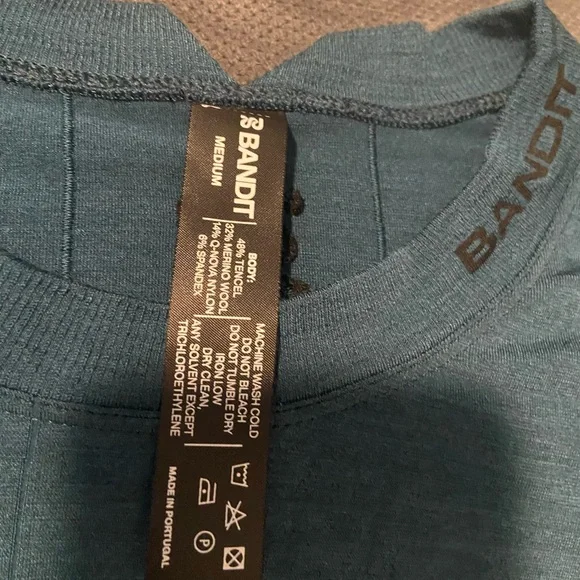 BANDIT
MEDIUM
BODY:
48% TENCEL
32% MERINO WOOL
14% Q-NOVA NYLON
6% SPANDEX
MACHINE WASH COLD
DO NOT BLEACH
DO NOT TUMBLE DRY
IRON LOW
DRY CLEAN,
ANY SOLVENT EXCEPT
TRICHLOROETHYLENE
P
MADE IN PORTUGAL
BANDIT